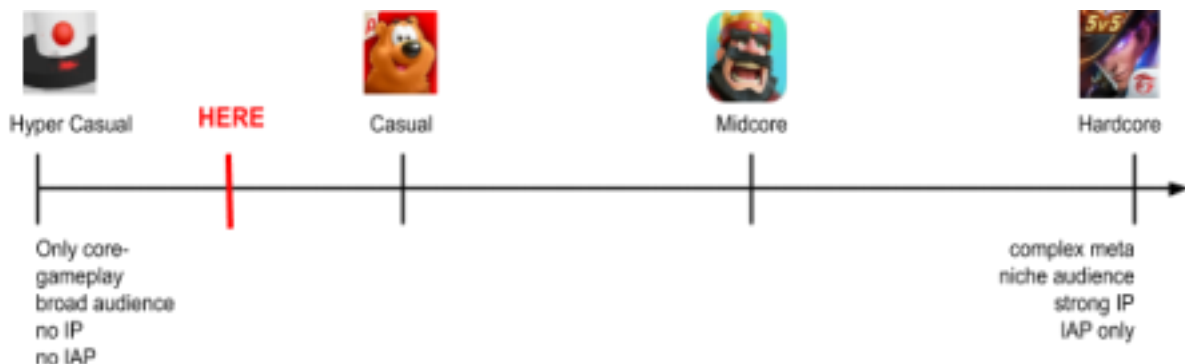 5v5
Hyper Casual
HERE
Casual
Midcore
Hardcore
Only core-
gameplay
broad audience
no IP
no IAP
complex meta
niche audience
strong IP
IAP only